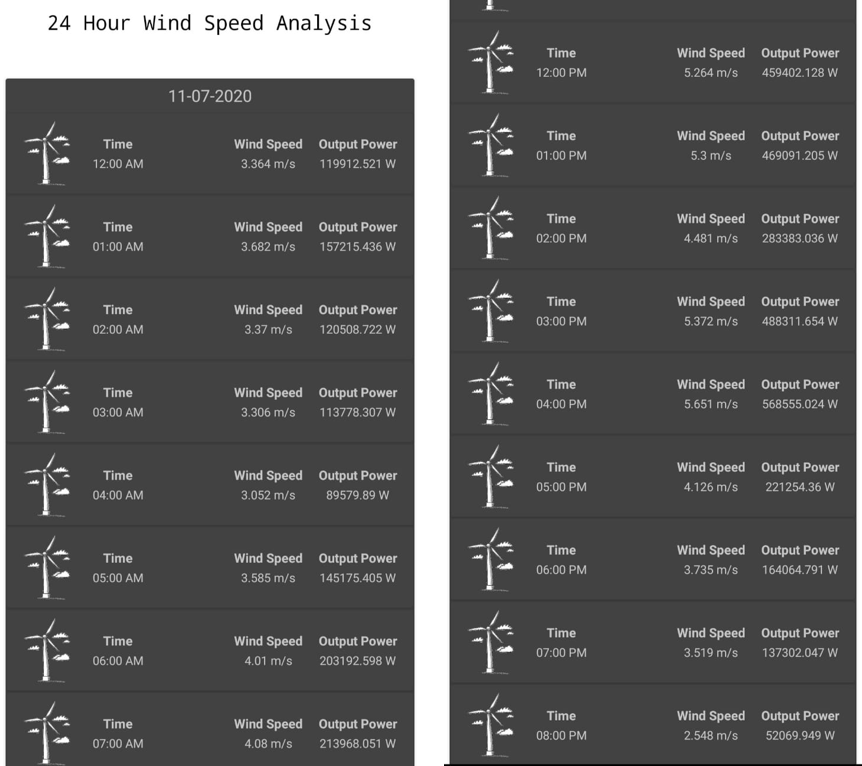 24 Hour Wind Speed Analysis
11-07-2020
Time Wind Speed Output Power
12:00 AM 3.364 m/s 119912.521 W
Time Wind Speed Output Power
01:00 AM 3.682 m/s 157215.436 W
Time Wind Speed Output Power
02:00 AM 3.37 m/s 120508.722 W
Time Wind Speed Output Power
03:00 AM 3.306 m/s 113778.307 W
Time Wind Speed Output Power
04:00 AM 3.052 m/s 89579.89 W
Time Wind Speed Output Power
05:00 AM 3.585 m/s 145175.405 W
Time Wind Speed Output Power
06:00 AM 4.01 m/s 203192.598 W
Time Wind Speed Output Power
07:00 AM 4.08 m/s 213968.051 W
Time Wind Speed Output Power
12:00 PM 5.264 m/s 459402.128 W
Time Wind Speed Output Power
01:00 PM 5.3 m/s 469091.205 W
Time Wind Speed Output Power
02:00 PM 4.481 m/s 283383.036 W
Time Wind Speed Output Power
03:00 PM 5.372 m/s 488311.654 W
Time Wind Speed Output Power
04:00 PM 5.651 m/s 568555.024 W
Time Wind Speed Output Power
05:00 PM 4.126 m/s 221254.36 W
Time Wind Speed Output Power
06:00 PM 3.735 m/s 164064.791 W
Time Wind Speed Output Power
07:00 PM 3.519 m/s 137302.047 W
Time Wind Speed Output Power
08:00 PM 2.548 m/s 52069.949 W